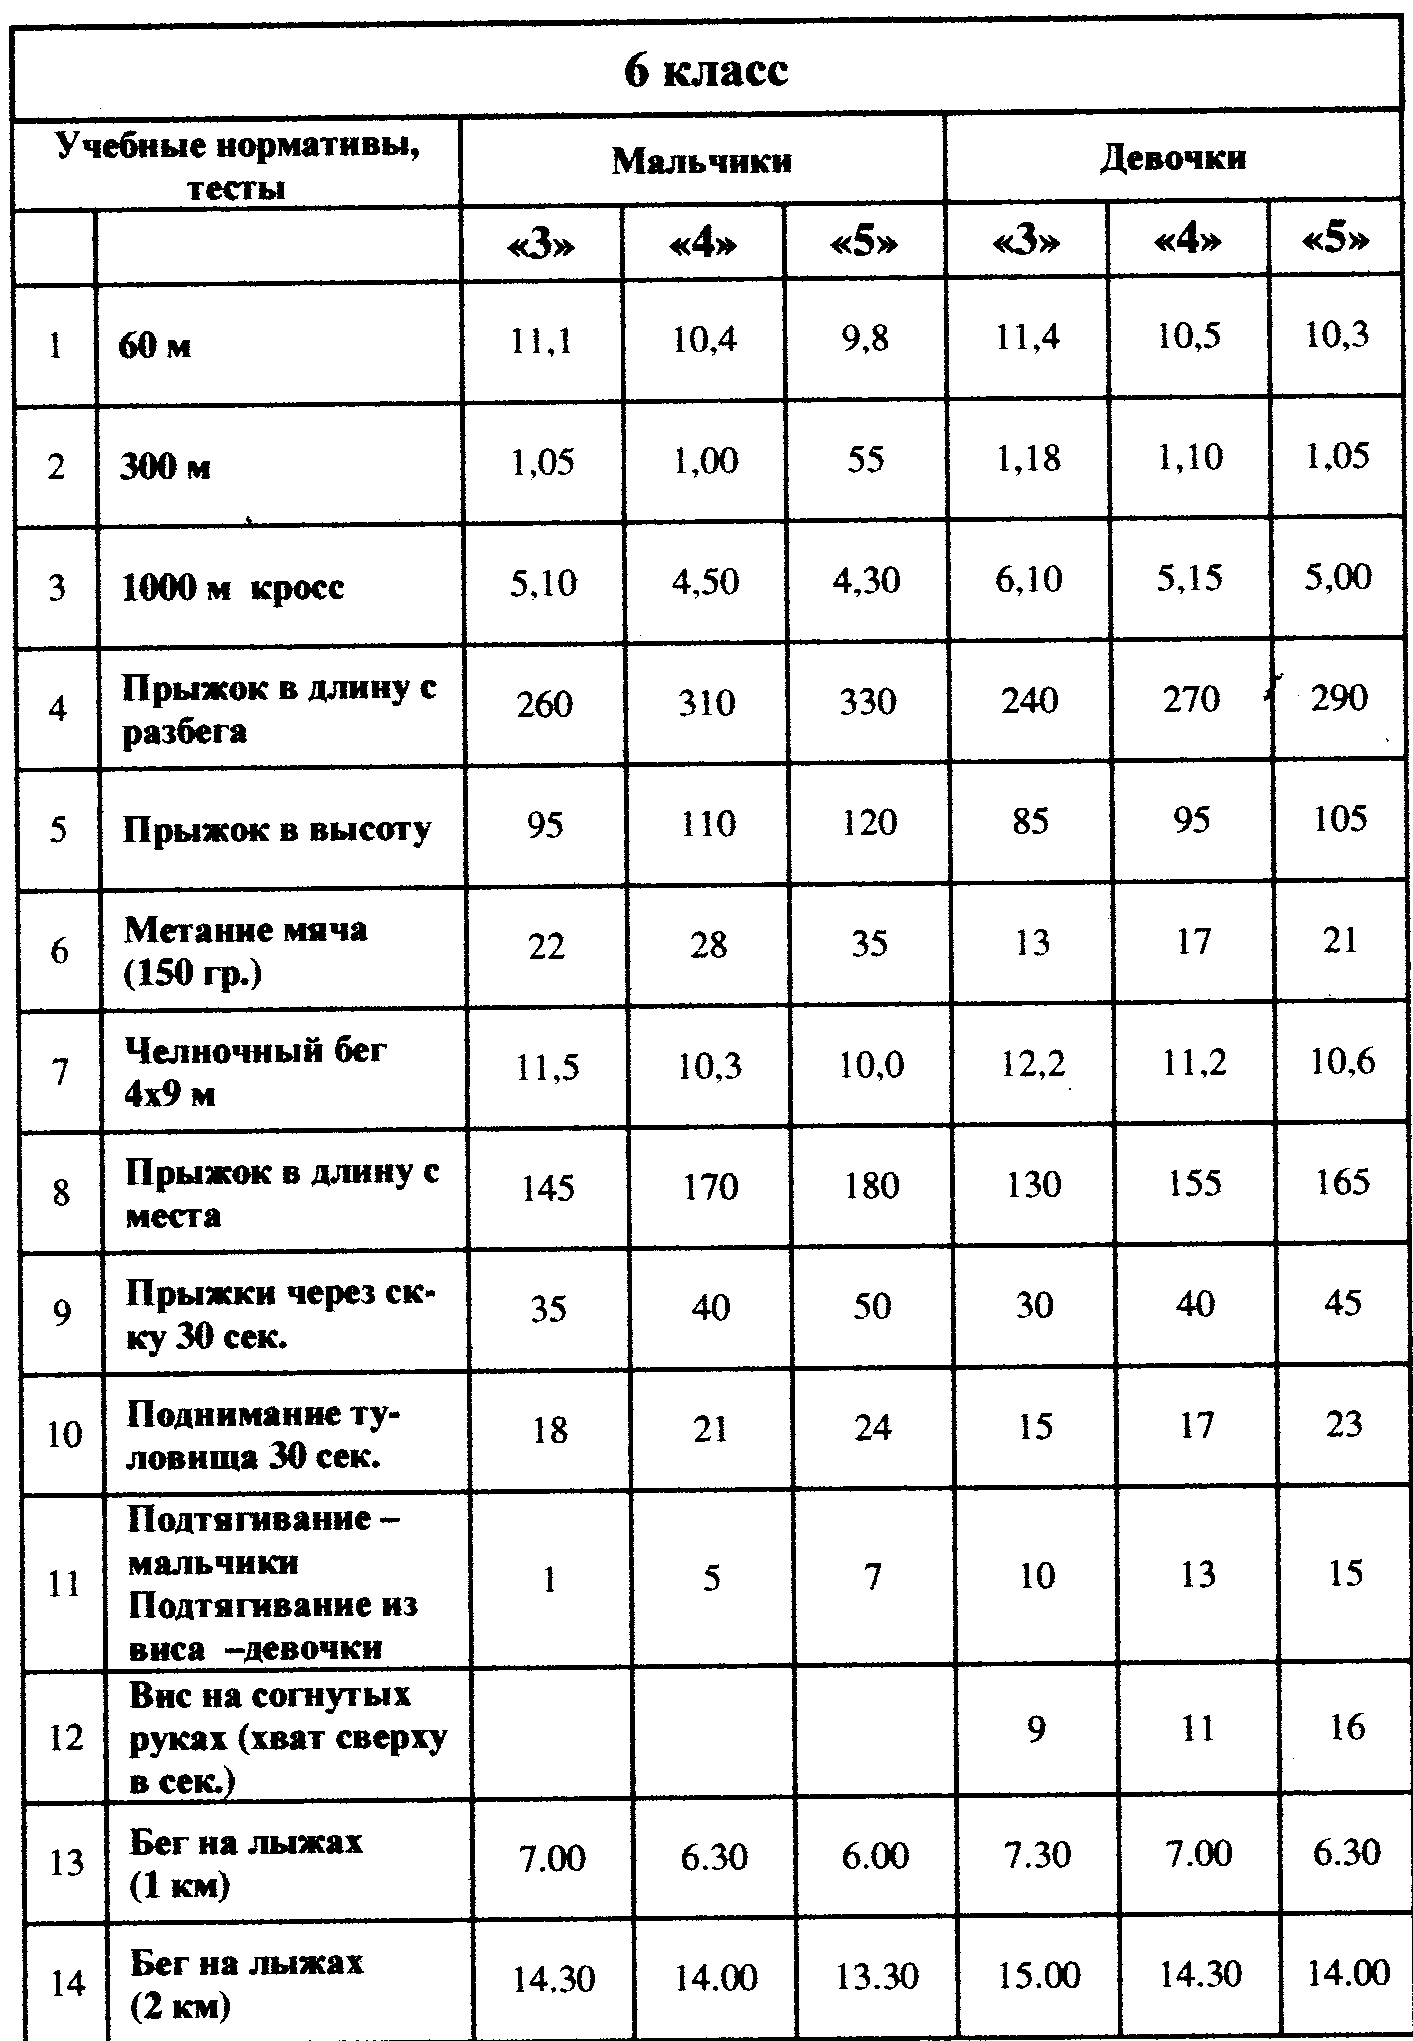 6 класс
Учебные нормативы,
тесты
Мальчики
Девочки
«3» «4» «5» «3» «4» «5»
1 60 м 11,1 10,4 9,8 11,4 10,5 10,3
2 300 м 1,05 1,00 55 1,18 1,10 1,05
3 1000 м кросс 5,10 4,50 4,30 6,10 5,15 5,00
4 Прыжок в длину с
разбега 260 310 330 240 270 290
5 Прыжок в высоту 95 110 120 85 95 105
6 Метание мяча
(150 гр.) 22 28 35 13 17 21
7 Челночный бег
4х9 м 11,5 10,3 10,0 12,2 11,2 10,6
8 Прыжок в длину с
места 145 170 180 130 155 165
9 Прыжки через ск-
ку 30 сек. 35 40 50 30 40 45
10 Поднимание ту-
ловища 30 сек. 18 21 24 15 17 23
11 Подтягивание –
мальчики
Подтягивание из
виса –девочки 1 5 7 10 13 15
12 Вис на согнутых
руках (хват сверху
в сек.) 9 11 16
13 Бег на лыжах
(1 км) 7.00 6.30 6.00 7.30 7.00 6.30
14 Бег на лыжах
(2 км) 14.30 14.00 13.30 15.00 14.30 14.00